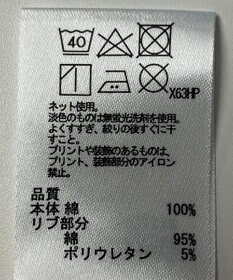 40
X63HP
ネット使用。
淡色のものは無蛍光洗剤を使用。
よくすすぎ、絞りの後すぐに干
すこと。
プリントや装飾のあるものは、
プリント、装飾部分のアイロン
禁止。
品質
本体 綿 100%
リブ部分
綿 95%
ポリウレタン 5%